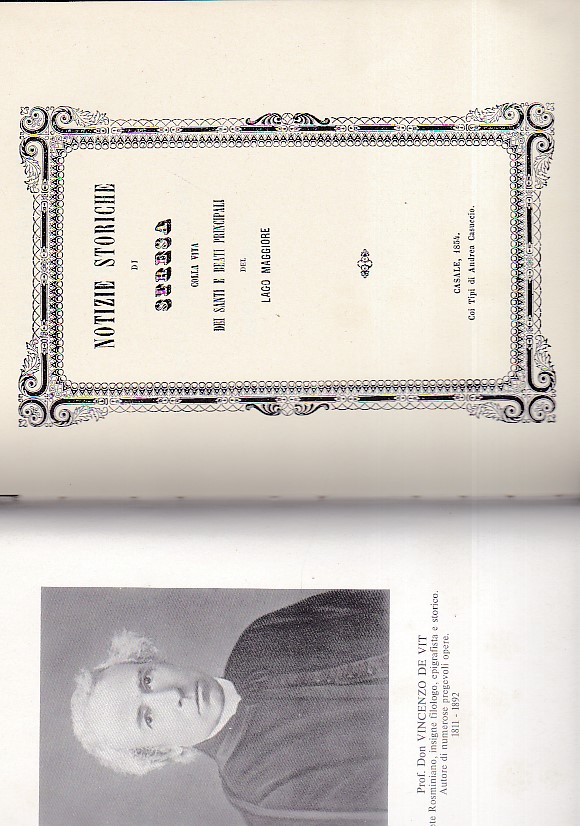 Prof. Don VINCENZO DE VIT
Rosminiano, insigne filologo, epigrafista e storico.
Autore di numerose pregevoli opere.
1811 - 1892
NOTIZIE STORICHE
DI
STRESA
COLLA VITA
DEI SANTI E BEATI PRINCIPALI
DEL
LAGO MAGGIORE
CASALE, 1854.
Coi Tipi di Andrea Casuccio.